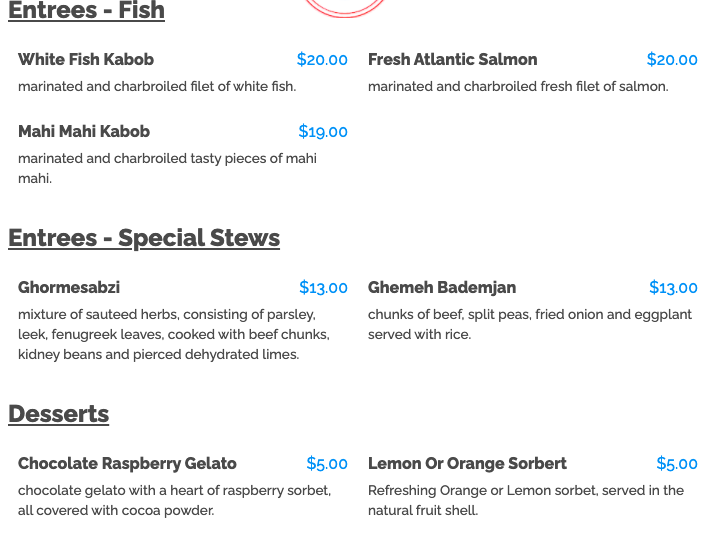 Entrees - Fish
White Fish Kabob $20.00
marinated and charbroiled filet of white fish.
Fresh Atlantic Salmon $20.00
marinated and charbroiled fresh filet of salmon.
Mahi Mahi Kabob $19.00
marinated and charbroiled tasty pieces of mahi
mahi.
Entrees - Special Stews
Ghormesabzi $13.00
mixture of sauteed herbs, consisting of parsley,
leek, fenugreek leaves, cooked with beef chunks,
kidney beans and pierced dehydrated limes.
Ghemeh Bademjan $13.00
chunks of beef, split peas, fried onion and eggplant
served with rice.
Desserts
Chocolate Raspberry Gelato $5.00
chocolate gelato with a heart of raspberry sorbet,
all covered with cocoa powder.
Lemon Or Orange Sorbert $5.00
Refreshing Orange or Lemon sorbet, served in the
natural fruit shell.